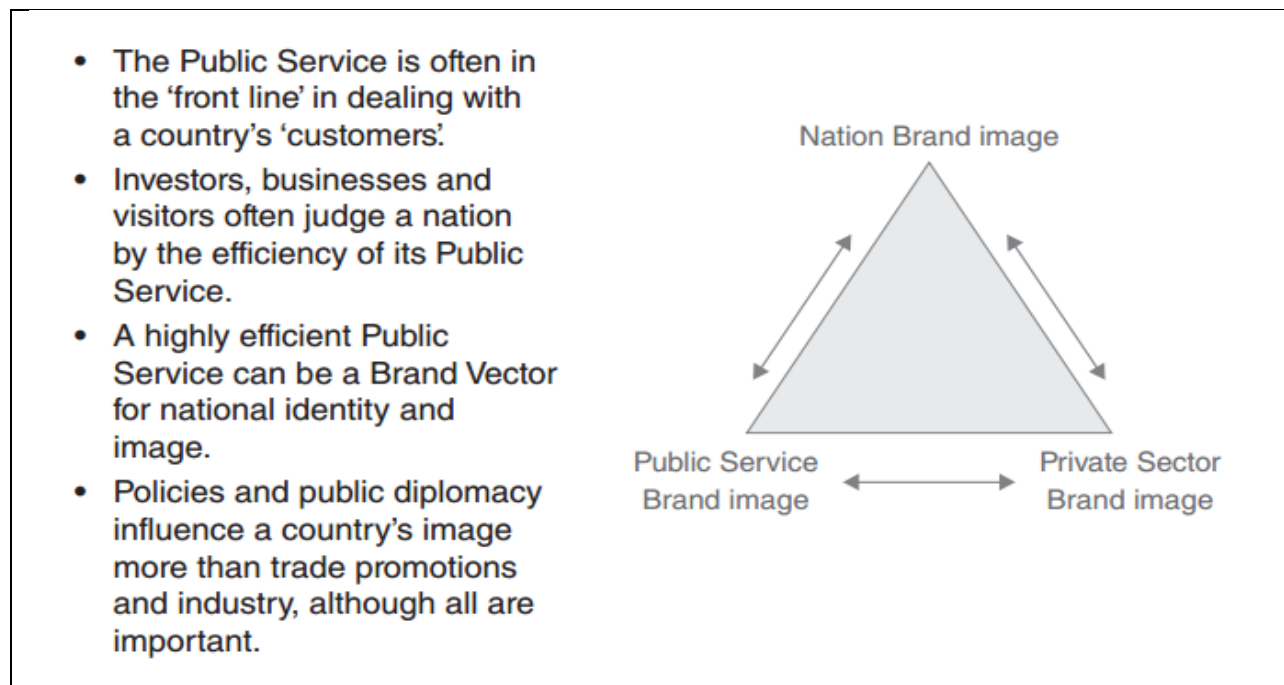 • The Public Service is often in
the ‘front line’ in dealing with
a country’s ‘customers’.
• Investors, businesses and
visitors often judge a nation
by the efficiency of its Public
Service.
• A highly efficient Public
Service can be a Brand Vector
for national identity and
image.
• Policies and public diplomacy
influence a country’s image
more than trade promotions
and industry, although all are
important.
Nation Brand image
Public Service
Brand image
Private Sector
Brand image